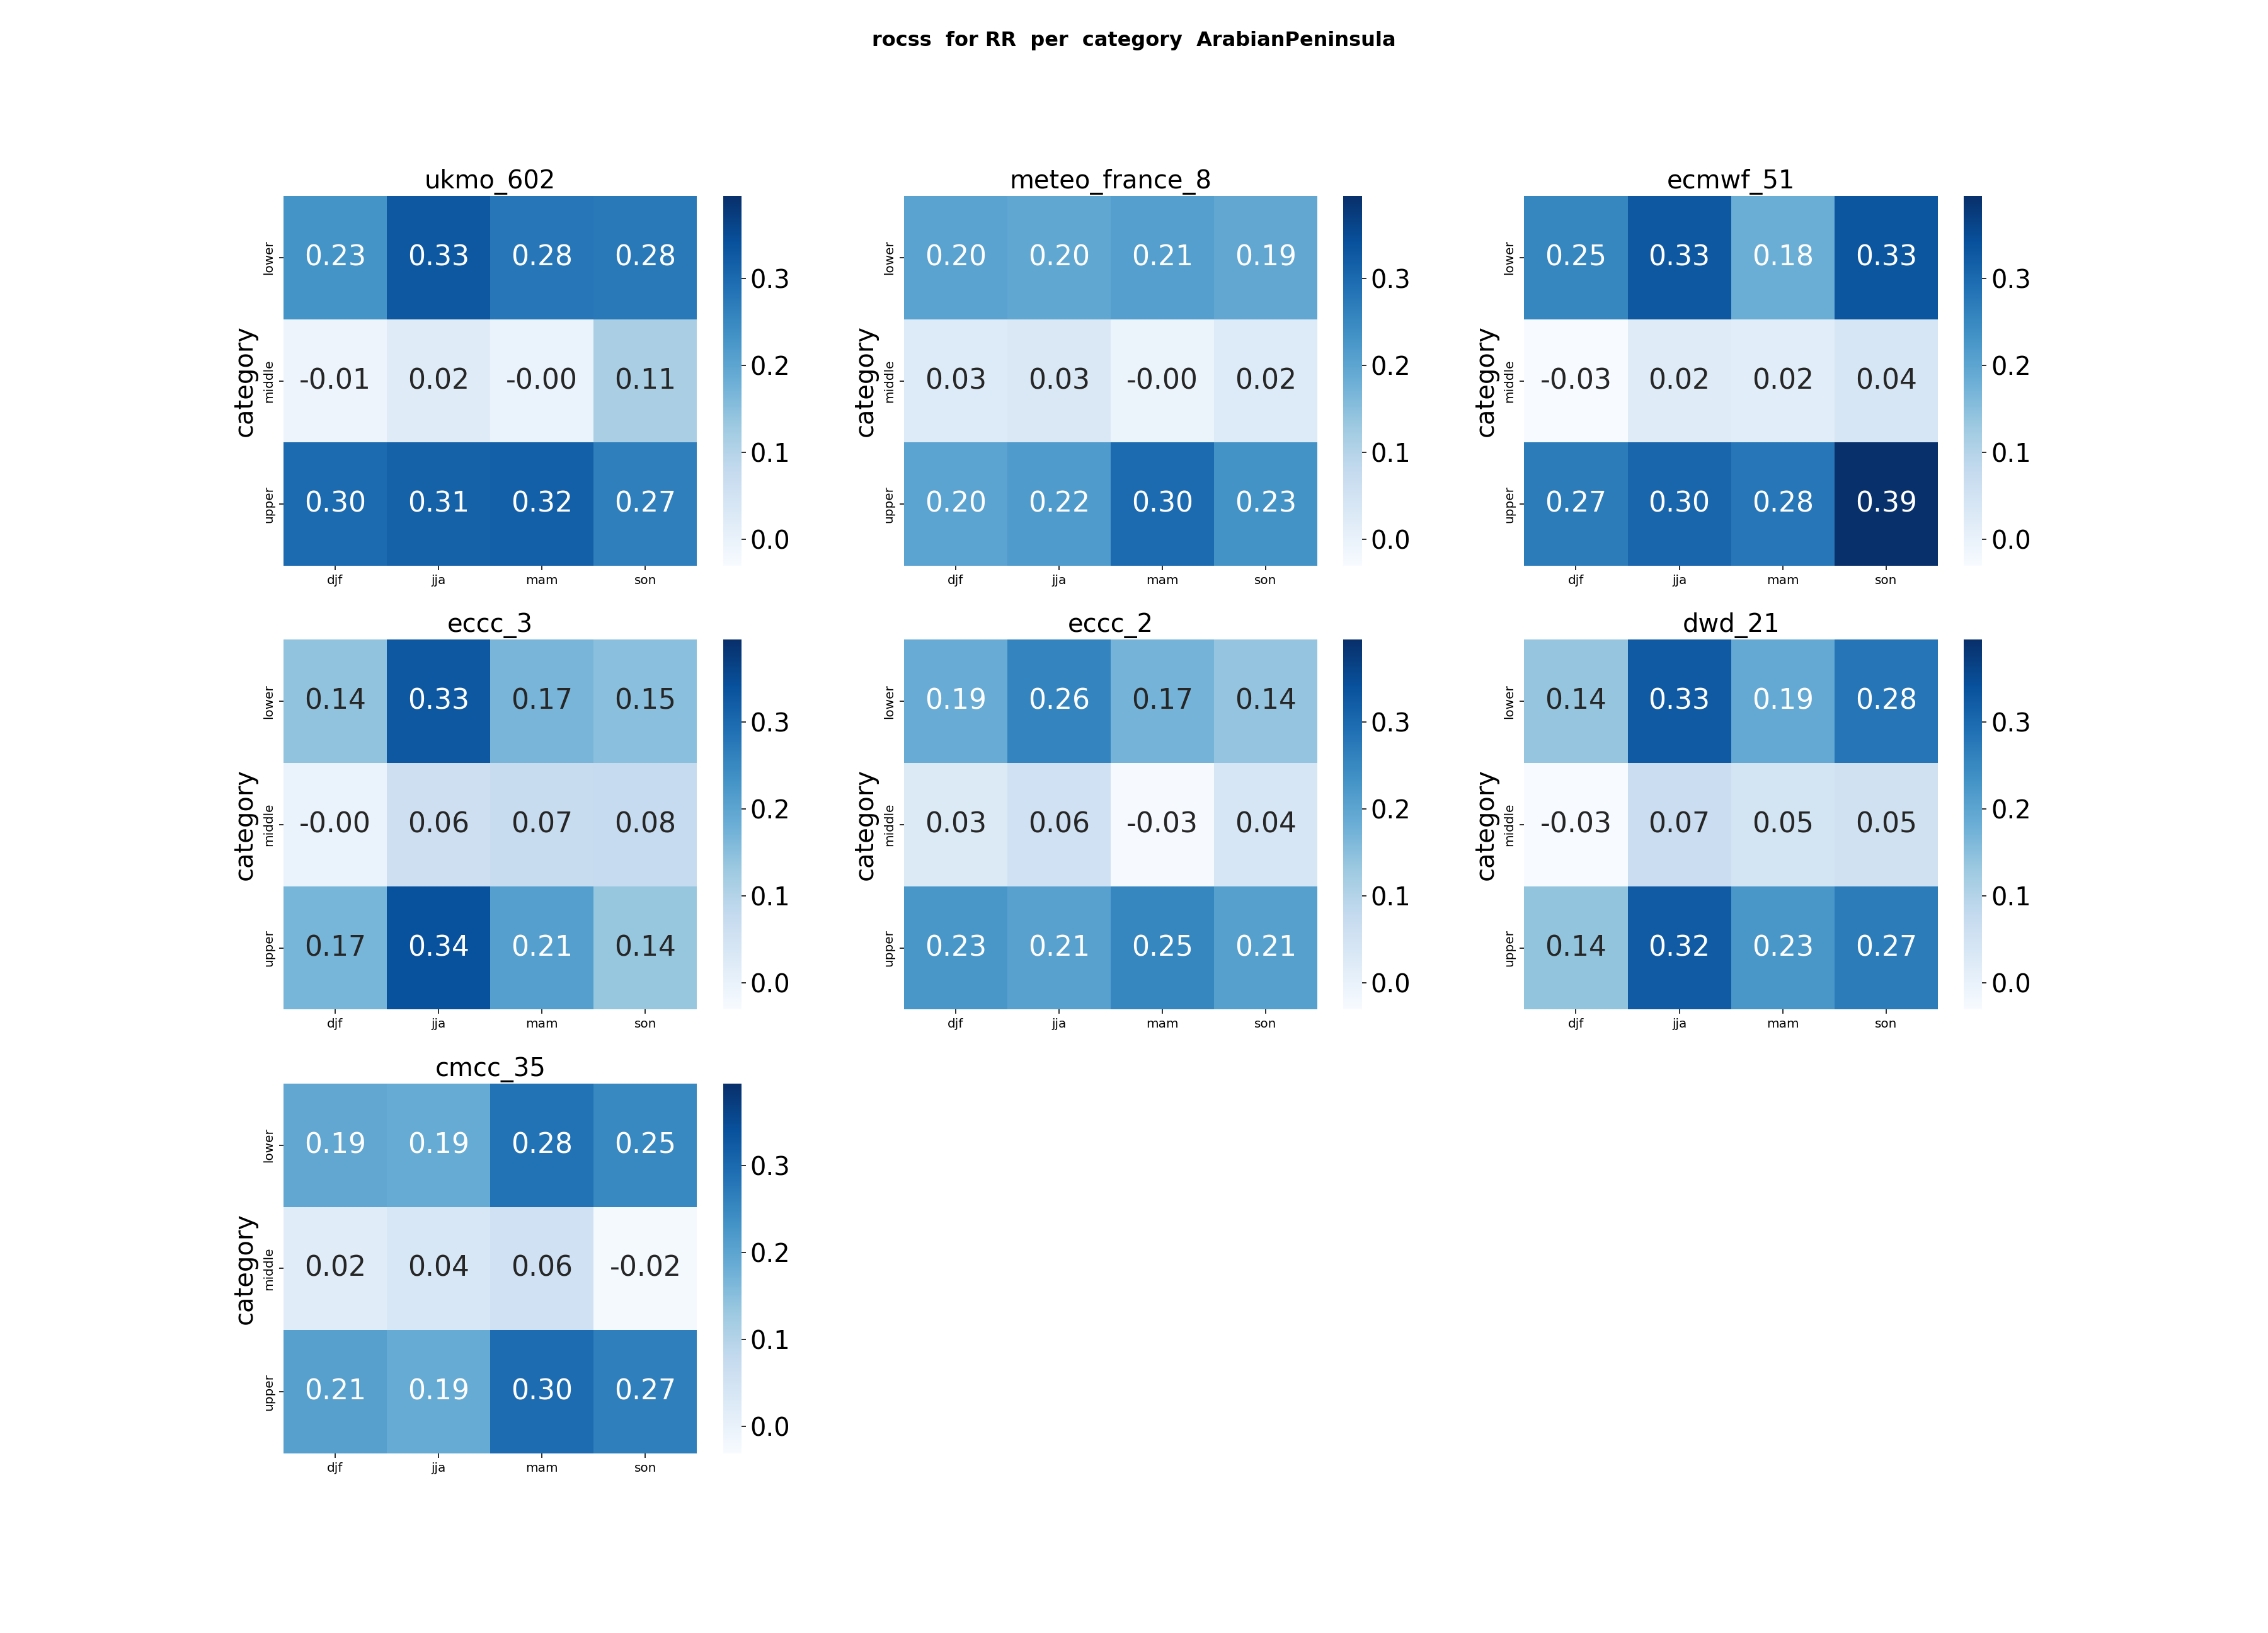 rocss  for RR  per  category  ArabianPeninsula
ukmo_602
category
lower
middle
upper
0.23 0.33 0.28 0.28
-0.01 0.02 -0.00 0.11
0.30 0.31 0.32 0.27
djf jja mam son
0.3
0.2
0.1
0.0
meteo_france_8
category
lower
middle
upper
0.20 0.20 0.21 0.19
0.03 0.03 -0.00 0.02
0.20 0.22 0.30 0.23
djf jja mam son
0.3
0.2
0.1
0.0
ecmwf_51
category
lower
middle
upper
0.25 0.33 0.18 0.33
-0.03 0.02 0.02 0.04
0.27 0.30 0.28 0.39
djf jja mam son
0.3
0.2
0.1
0.0
eccc_3
category
lower
middle
upper
0.14 0.33 0.17 0.15
-0.00 0.06 0.07 0.08
0.17 0.34 0.21 0.14
djf jja mam son
0.3
0.2
0.1
0.0
eccc_2
category
lower
middle
upper
0.19 0.26 0.17 0.14
0.03 0.06 -0.03 0.04
0.23 0.21 0.25 0.21
djf jja mam son
0.3
0.2
0.1
0.0
dwd_21
category
lower
middle
upper
0.14 0.33 0.19 0.28
-0.03 0.07 0.05 0.05
0.14 0.32 0.23 0.27
djf jja mam son
0.3
0.2
0.1
0.0
cmcc_35
category
lower
middle
upper
0.19 0.19 0.28 0.25
0.02 0.04 0.06 -0.02
0.21 0.19 0.30 0.27
djf jja mam son
0.3
0.2
0.1
0.0